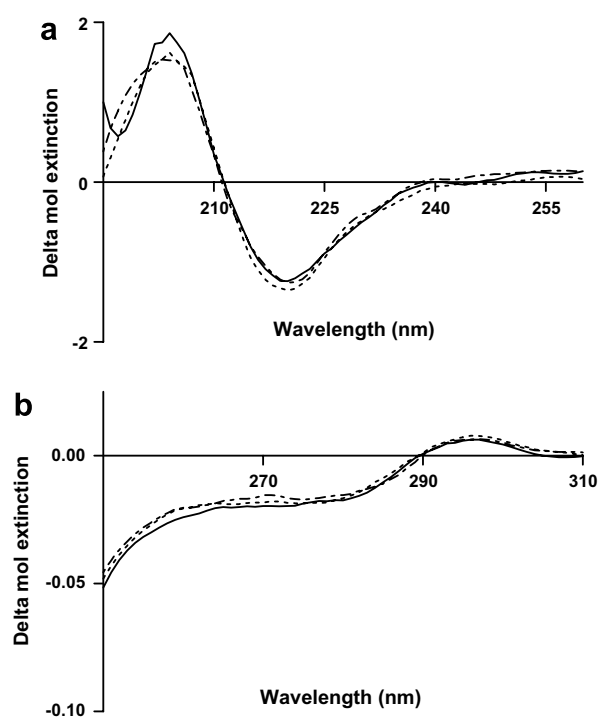 a
2
0
-2
210 225 240 255
Delta mol extinction
Wavelength (nm)
b
0.00
-0.05
-0.10
270 290 310
Delta mol extinction
Wavelength (nm)